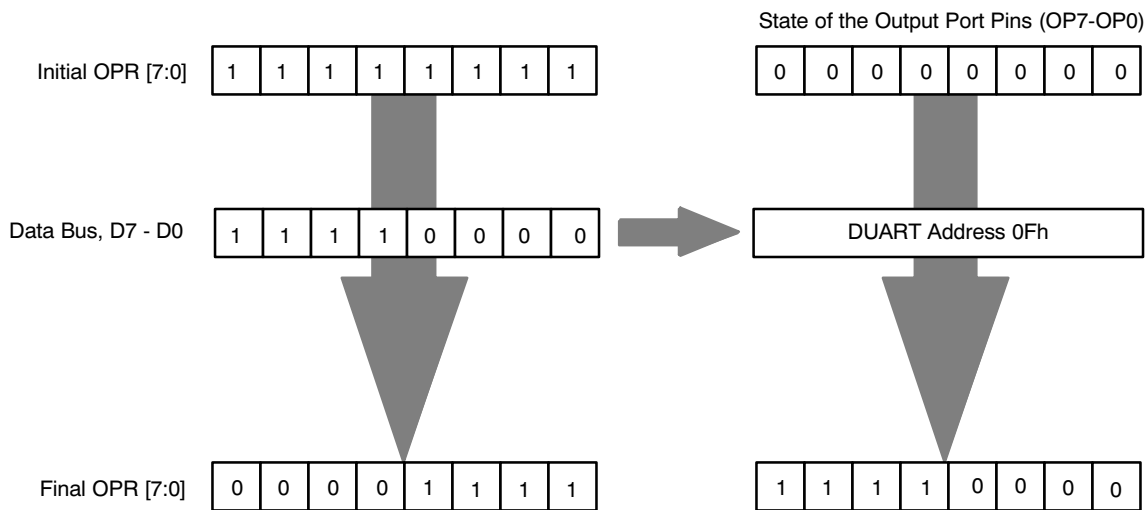 State of the Output Port Pins (OP7-OP0)
Initial OPR [7:0] 1 1 1 1 1 1 1 1 0 0 0 0 0 0 0 0
Data Bus, D7 - D0 1 1 1 1 0 0 0 0 DUART Address 0Fh
Final OPR [7:0] 0 0 0 0 1 1 1 1 1 1 1 1 0 0 0 0